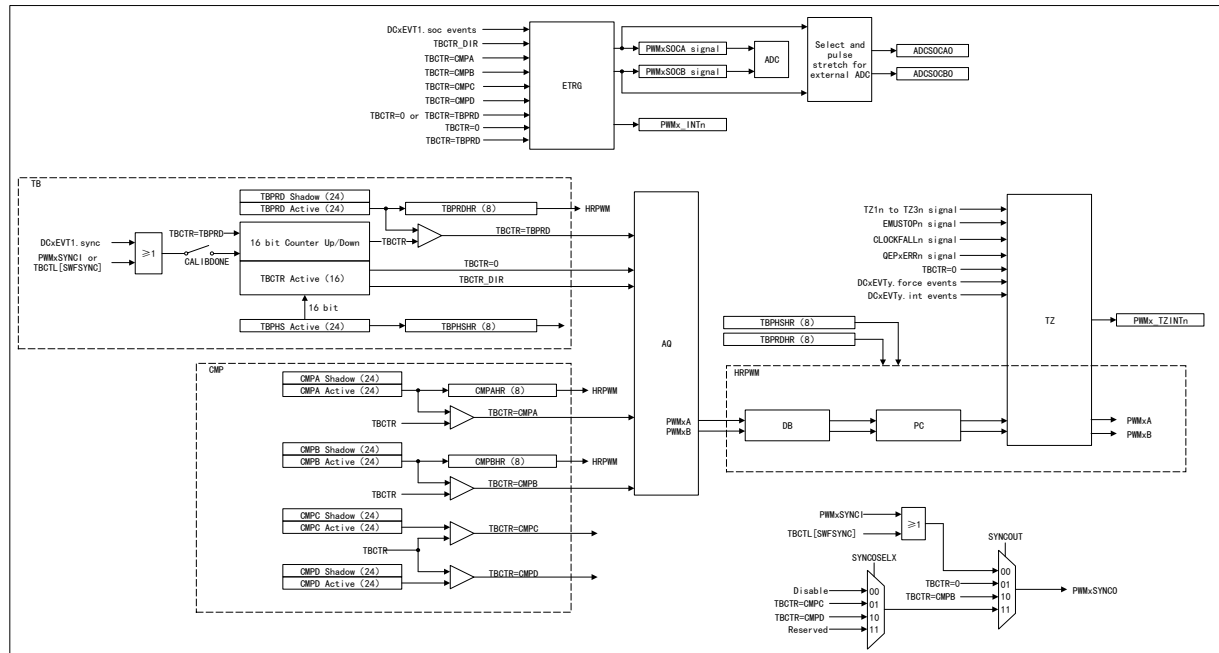 DCxEVT1.soc events
TBCTR_DIR
TBCTR=CMPA
TBCTR=CMPB
TBCTR=CMPC
TBCTR=CMPD
TBCTR=0 or TBCTR=TBPRD
TBCTR=0
TBCTR=TBPRD
ETRG
PWMxSOCA signal
PWMxSOCB signal
ADC
Select and
pulse
stretch for
external ADC
ADCSOCAO
ADCSOCBO
PWMx_INTn
TB
TBPRD Shadow (24)
TBPRD Active (24)
TBPRDHR (8)
HRPWM
TBCTR=TBPRD
16 bit Counter Up/Down
TBCTR
TBCTR=TBPRD
DCxEVT1.sync
PWMxSYNCI or
TBCTL[SWFSYNC]
≥1
CALIBDONE
TBCTR Active (16)
TBCTR=0
TBCTR_DIR
16 bit
TBPHS Active (24)
TBPHSHR (8)
CMP
CMPA Shadow (24)
CMPA Active (24)
CMPAHR (8)
HRPWM
TBCTR
TBCTR=CMPA
CMPB Shadow (24)
CMPB Active (24)
CMPBHR (8)
HRPWM
TBCTR
TBCTR=CMPB
CMPC Shadow (24)
CMPC Active (24)
TBCTR=CMPC
TBCTR
CMPD Shadow (24)
CMPD Active (24)
TBCTR=CMPD
AQ
PWMxA
PWMxB
TZ1n to TZ3n signal
EMUSTOPn signal
CLOCKFALLn signal
QEPxERRn signal
TBCTR=0
DCxEVTy.force events
DCxEVTy.int events
TZ
PWMx_TZINTn
TBPHSHR (8)
TBPRDHR (8)
HRPWM
DB
PC
PWMxA
PWMxB
PWMxSYNCI
TBCTL[SWFSYNC]
≥1
SYNCOUT
SYNCOSELX
00
TBCTR=0
01
TBCTR=CMPB
10
11
PWMxSYNCO
Disable
00
TBCTR=CMPC
01
TBCTR=CMPD
10
Reserved
11